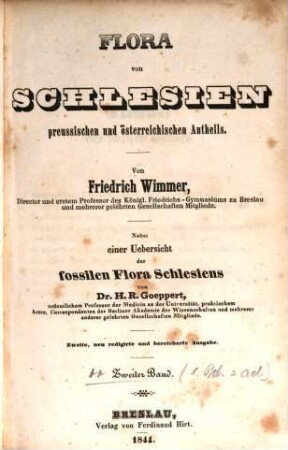 FLORA
von
SCHLESIEN
preussischen und österreichischen Antheils.
Von
Friedrich Wimmer,
Director und erstem Professor des Königl. Friedrichs-Gymnasiums zu Breslau
und mehrerer gelehrten Gesellschaften Mitgliede.
Nebst
einer Uebersicht
der
fossilen Flora Schlesiens
von
Dr. H. R. Goeppert,
ordentlichem Professor der Medicin an der Universität, praktischem
Arzte, Correspondenten der Berliner Akademie der Wissenschaften und mehrerer
anderer gelehrten Gesellschaften Mitgliede.
Zweite, neu redigirte und bereicherte Ausgabe.
Zweiter Band. (1. Bd. = ad.)
BRESLAU,
Verlag von Ferdinand Hirt.
1844.